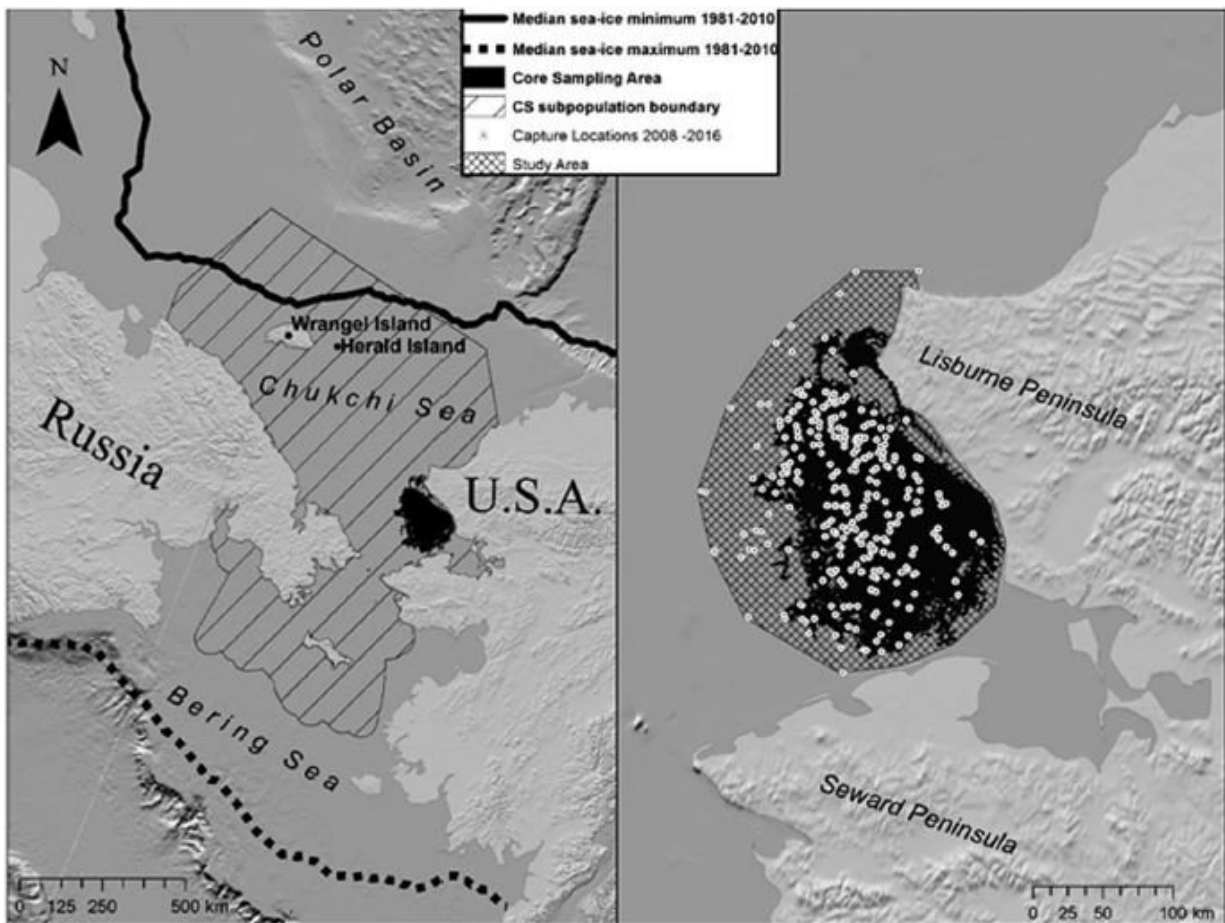 Median sea-ice minimum 1981-2010
Median sea-ice maximum 1981-2010
Core Sampling Area
CS subpopulation boundary
Capture Locations 2008 -2016
Study Area
N
Polar Basin
Wrangel Island
Herald Island
Chukchi Sea
Russia
U.S.A.
Bering Sea
0 125 250 500 km
Lisburne Peninsula
Seward Peninsula
0 25 50 100 km